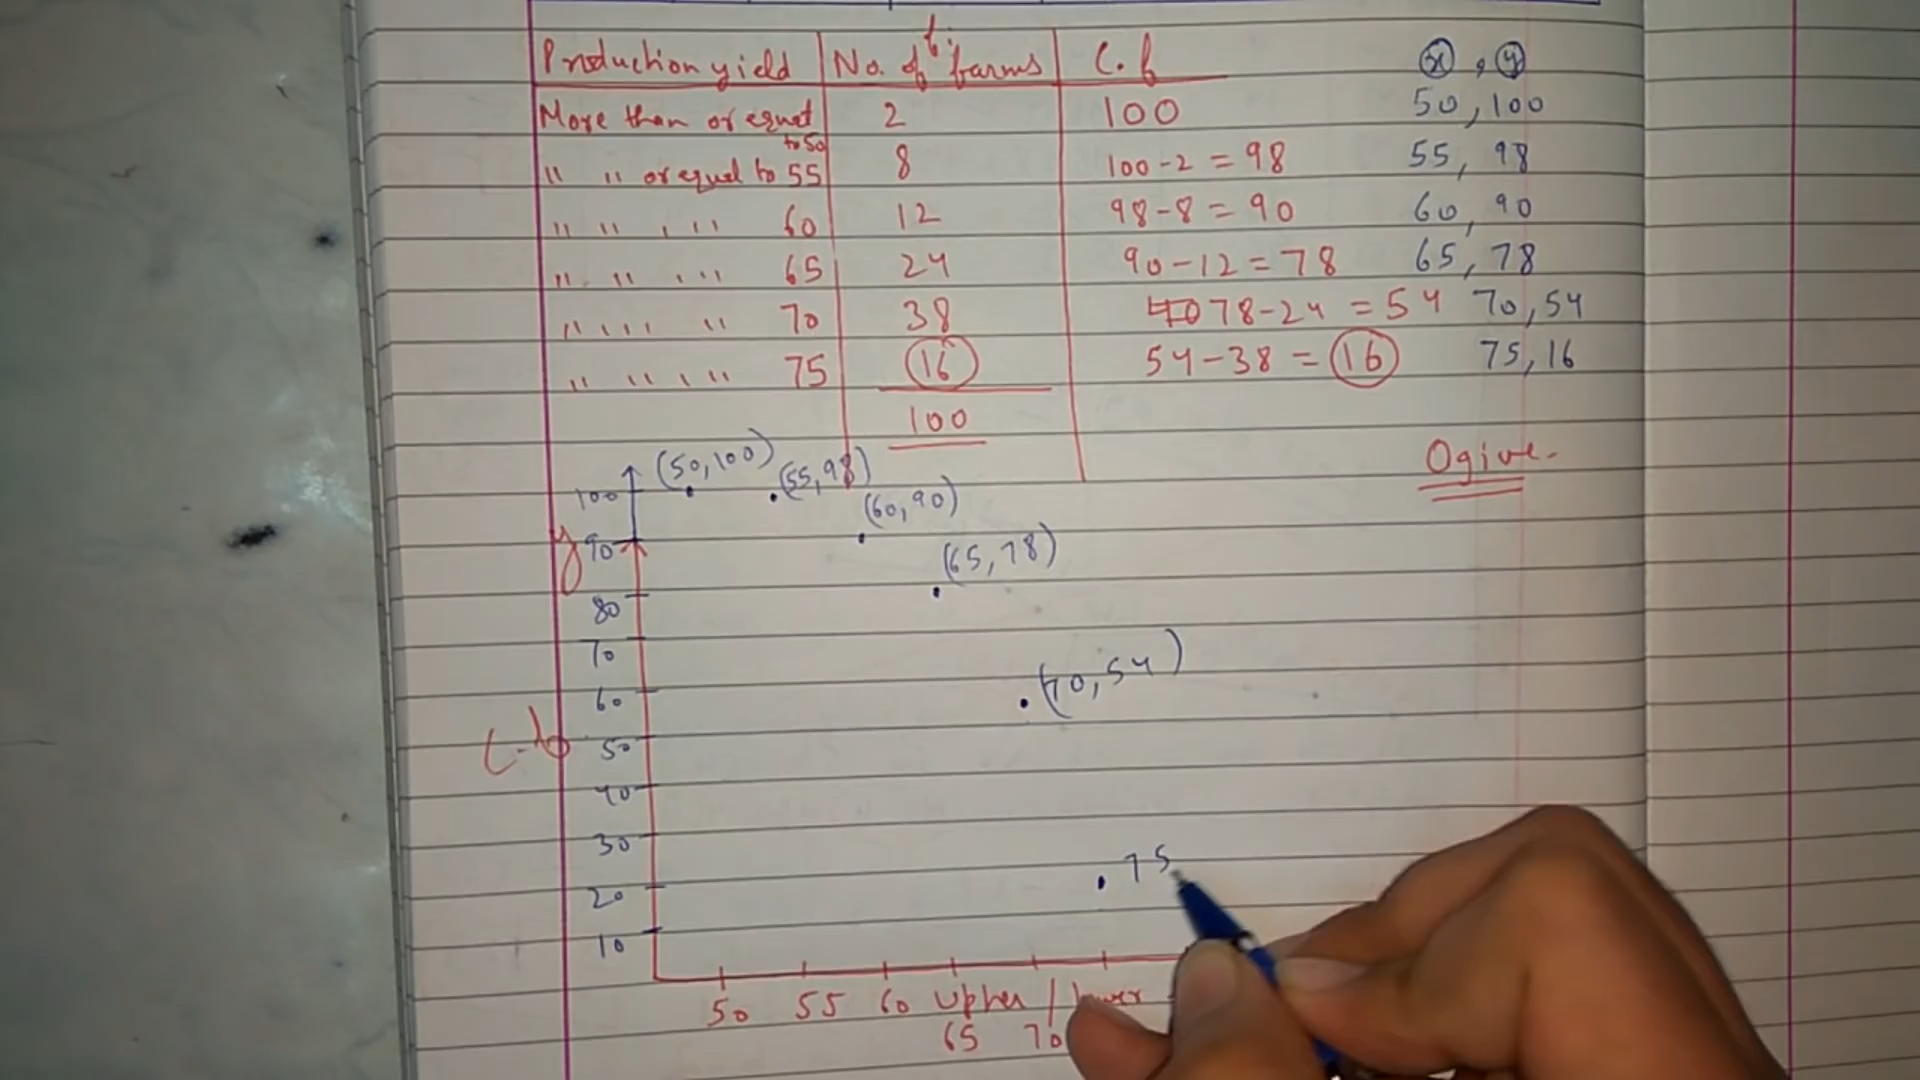 Production yield No. of farms f. C.f (x), (y)
More than or equal to 50 2 100 50, 100
" " or equal to 55 8 100-2 = 98 55, 98
" " " " 60 12 98-8 = 90 60, 90
" " " " 65 24 90-12 = 78 65, 78
" " " " 70 38 78-24 = 54 70, 54
" " " " 75 16 54-38 = 16 75, 16
100
Ogive.
(50,100) (55,98)
100 (60,90)
y 90 (65,78)
80
70 (70,54)
60
c.f 50
40
30 75
20
10
50 55 60 Upper / lower
65 70